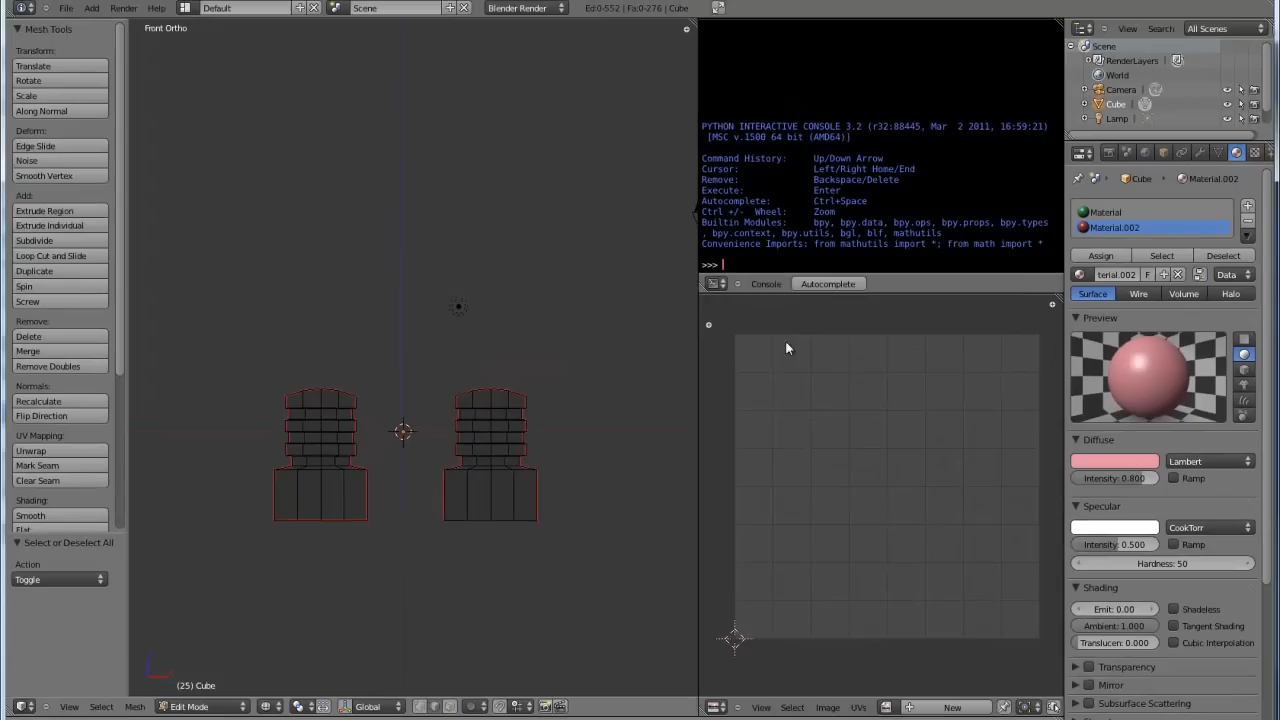 File Add Render Help Default Scene Blender Render Ed:0-552 | Fa:0-276 | Cube
Mesh Tools
Transform:
Translate
Rotate
Scale
Along Normal
Deform:
Edge Slide
Noise
Smooth Vertex
Add:
Extrude Region
Extrude Individual
Subdivide
Loop Cut and Slide
Duplicate
Spin
Screw
Remove:
Delete
Merge
Remove Doubles
Normals:
Recalculate
Flip Direction
UV Mapping:
Unwrap
Mark Seam
Clear Seam
Shading:
Smooth
Flat
Select or Deselect All
Action
Toggle
Front Ortho
(25) Cube
View Select Mesh Edit Mode Global
PYTHON INTERACTIVE CONSOLE 3.2 (r32:88445, Mar  2 2011, 16:59:21)
[MSC v.1500 64 bit (AMD64)]
Command History: Up/Down Arrow
Cursor: Left/Right Home/End
Remove: Backspace/Delete
Execute: Enter
Autocomplete: Ctrl+Space
Ctrl +/-  Wheel: Zoom
Builtin Modules: bpy, bpy.data, bpy.ops, bpy.props, bpy.types
, bpy.context, bpy.utils, bgl, blf, mathutils
Convenience Imports: from mathutils import *; from math import *
>>>
Console Autocomplete
View Select Image UVs New
View Search All Scenes
Scene
RenderLayers
World
Camera
Cube
Lamp
Cube Material.002
Material
Material.002
Assign Select Deselect
terial.002 F Data
Surface Wire Volume Halo
Preview
Diffuse
Lambert
Intensity: 0.800 Ramp
Specular
CookTorr
Intensity: 0.500 Ramp
Hardness: 50
Shading
Emit: 0.00 Shadeless
Ambient: 1.000 Tangent Shading
Translucen: 0.000 Cubic Interpolation
Transparency
Mirror
Subsurface Scattering